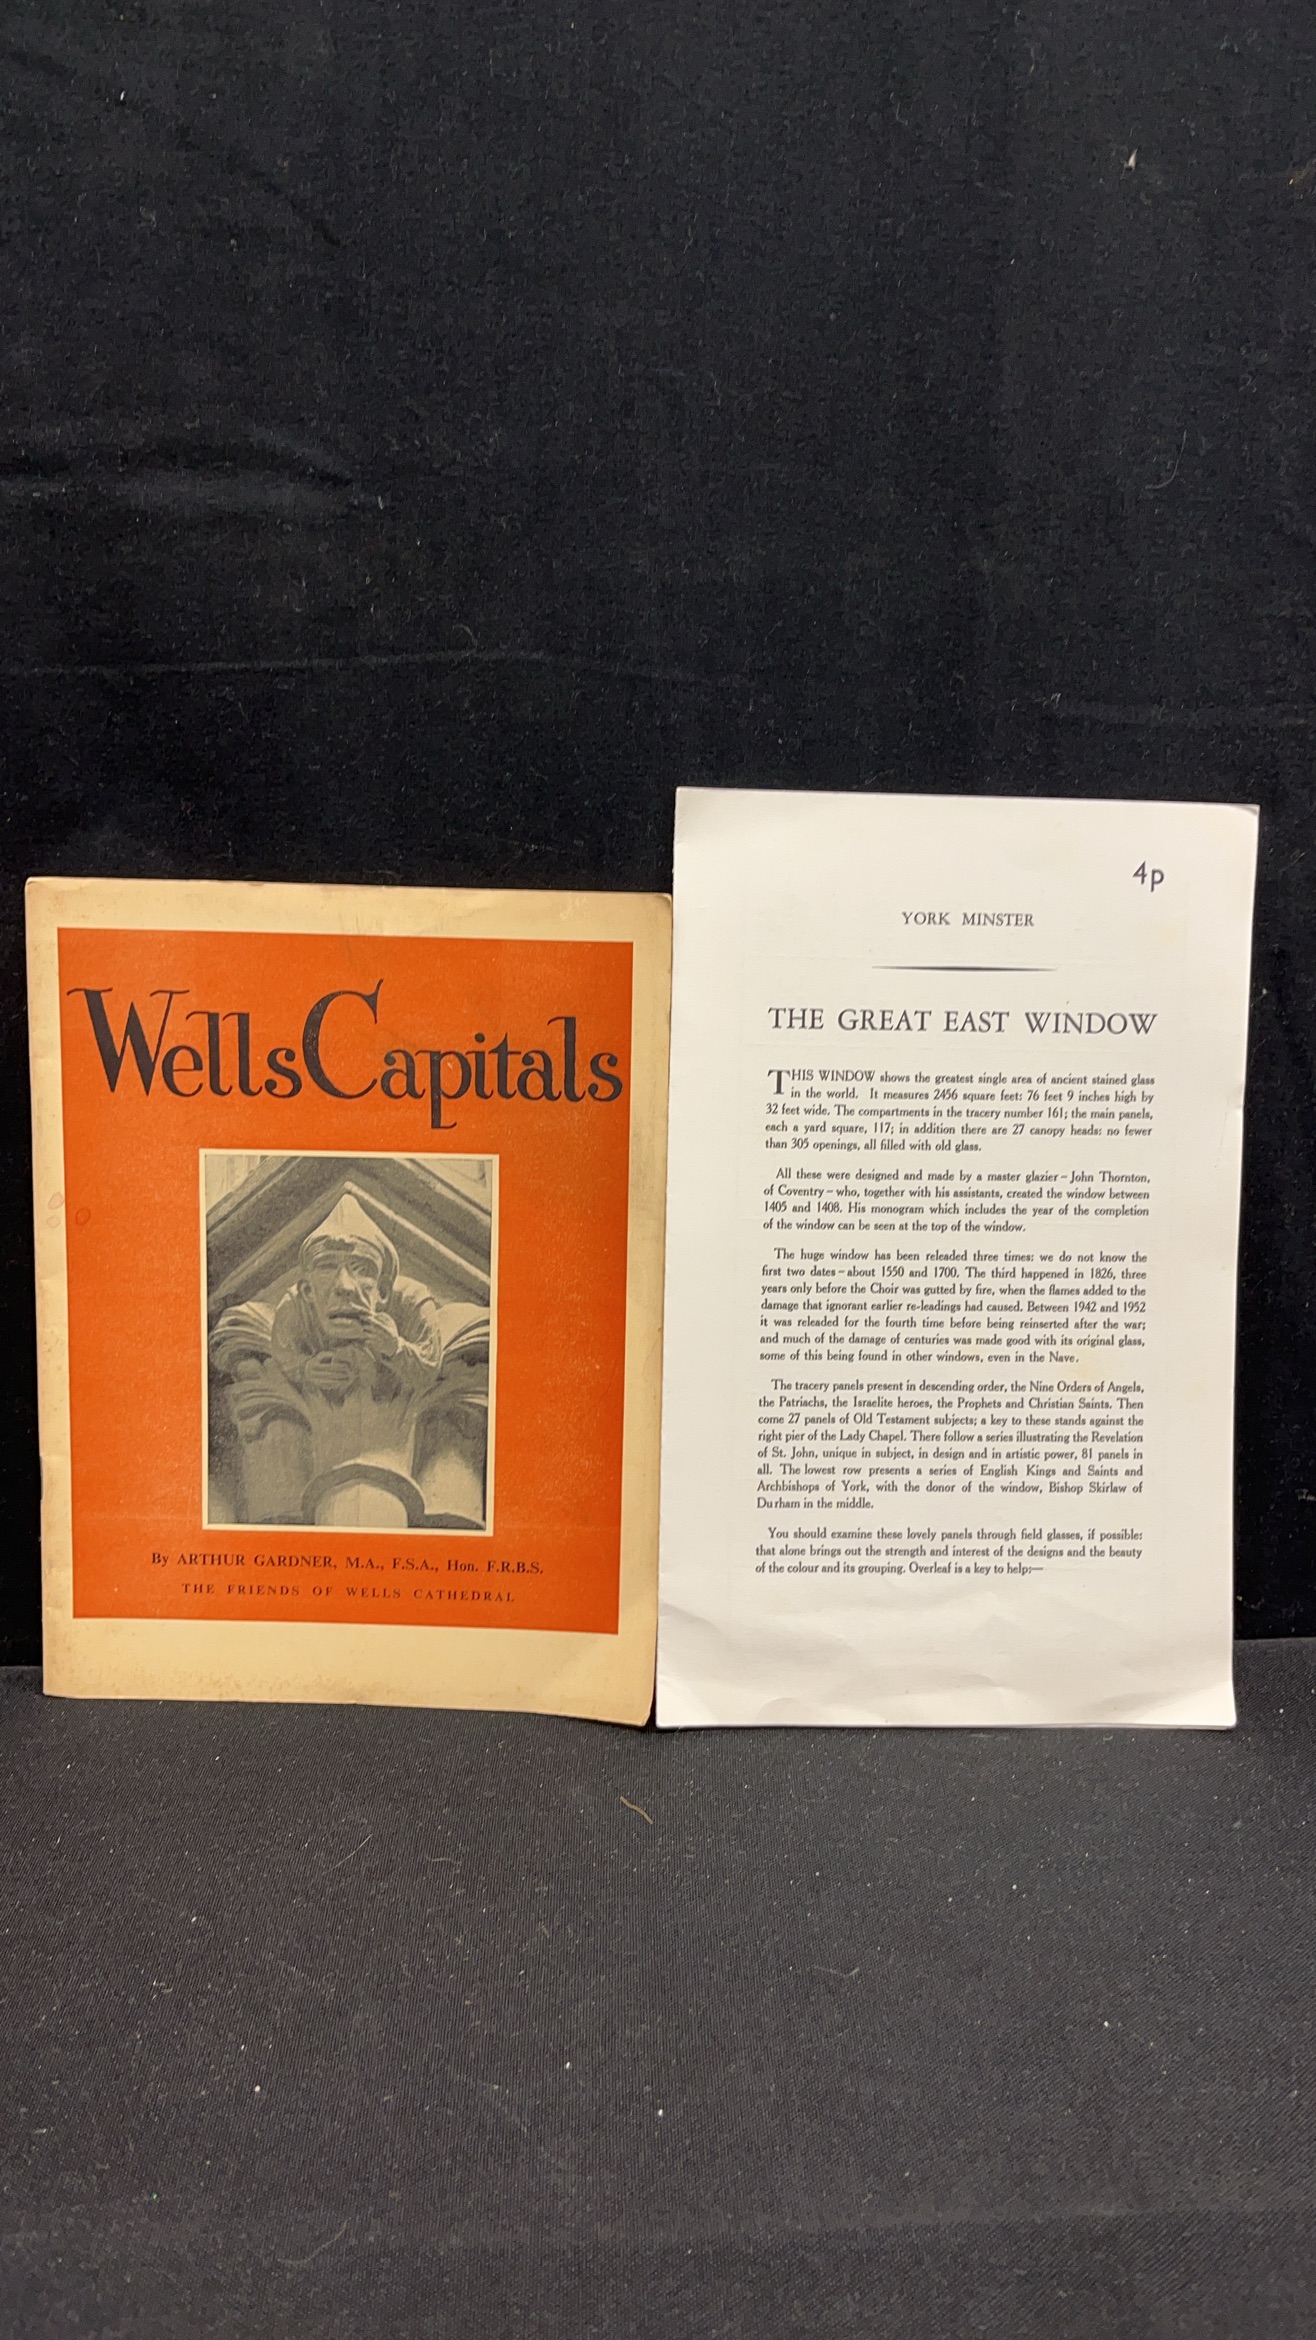 Wells Capitals
By ARTHUR GARDNER, M.A., F.S.A., Hon. F.R.B.S.
THE FRIENDS OF WELLS CATHEDRAL
4p
YORK MINSTER
THE GREAT EAST WINDOW
THIS WINDOW shows the greatest single area of ancient stained glass
in the world. It measures 2456 square feet: 76 feet 9 inches high by
32 feet wide. The compartments in the tracery number 161; the main panels,
each a yard square, 117; in addition there are 27 canopy heads: no fewer
than 305 openings, all filled with old glass.
All these were designed and made by a master glazier – John Thornton,
of Coventry – who, together with his assistants, created the window between
1405 and 1408. His monogram which includes the year of the completion
of the window can be seen at the top of the window.
The huge window has been releaded three times: we do not know the
first two dates – about 1550 and 1700. The third happened in 1826, three
years only before the Choir was gutted by fire, when the flames added to the
damage that ignorant earlier re-leadings had caused. Between 1942 and 1952
it was releaded for the fourth time before being reinserted after the war;
and much of the damage of centuries was made good with its original glass,
some of this being found in other windows, even in the Nave.
The tracery panels present in descending order, the Nine Orders of Angels,
the Patriachs, the Israelite heroes, the Prophets and Christian Saints. Then
come 27 panels of Old Testament subjects; a key to these stands against the
right pier of the Lady Chapel. There follow a series illustrating the Revelation
of St. John, unique in subject, in design and in artistic power, 81 panels in
all. The lowest row presents a series of English Kings and Saints and
Archbishops of York, with the donor of the window, Bishop Skirlaw of
Durham in the middle.
You should examine these lovely panels through field glasses, if possible:
that alone brings out the strength and interest of the designs and the beauty
of the colour and its grouping. Overleaf is a key to help:—